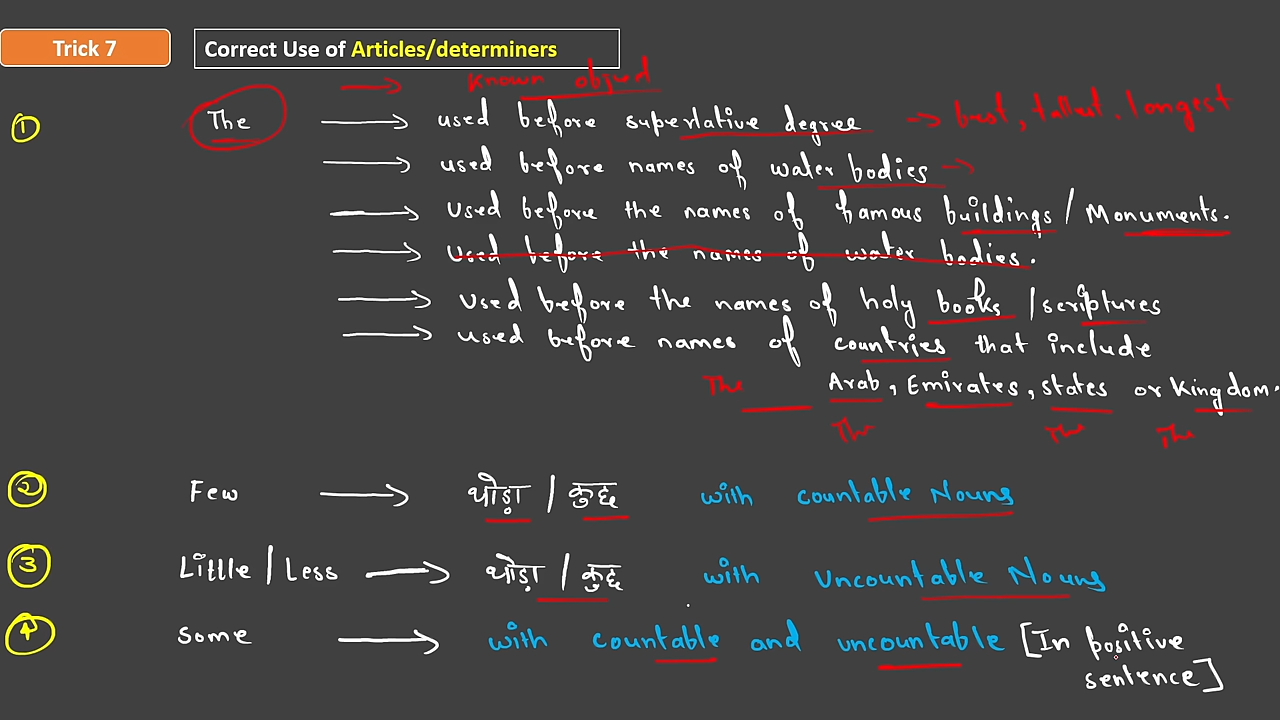 Trick 7
Correct Use of Articles/determiners
→ known object
① The → used before superlative degree → best, tallest, longest
→ used before names of water bodies →
→ used before the names of famous buildings / Monuments.
→ used before the names of water bodies.
→ used before the names of holy books / scriptures
→ used before names of countries that include
The Arab, Emirates, states or Kingdom.
The The The
② Few → थोड़ा / कुछ with countable Nouns
③ Little / Less → थोड़ा / कुछ with Uncountable Nouns
④ some → with countable and uncountable [In positive
sentence]